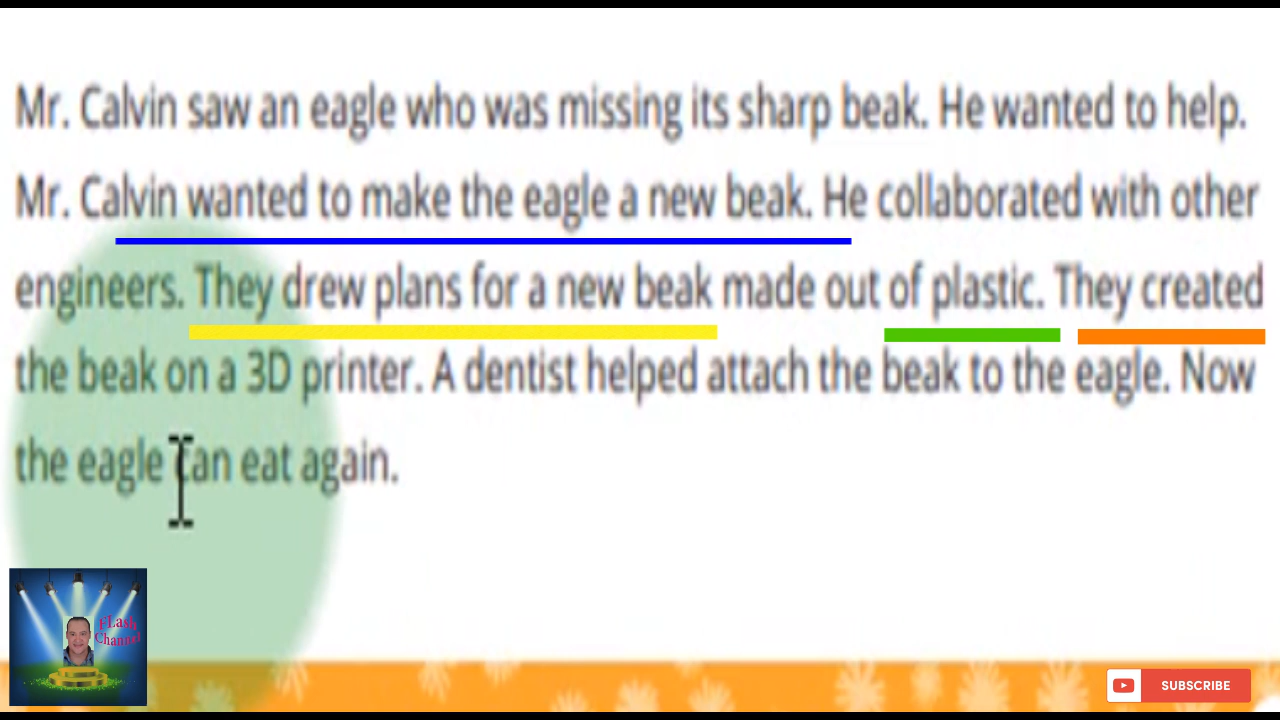 Mr. Calvin saw an eagle who was missing its sharp beak. He wanted to help.
Mr. Calvin wanted to make the eagle a new beak. He collaborated with other
engineers. They drew plans for a new beak made out of plastic. They created
the beak on a 3D printer. A dentist helped attach the beak to the eagle. Now
the eagle can eat again.
FLash
Channel
SUBSCRIBE